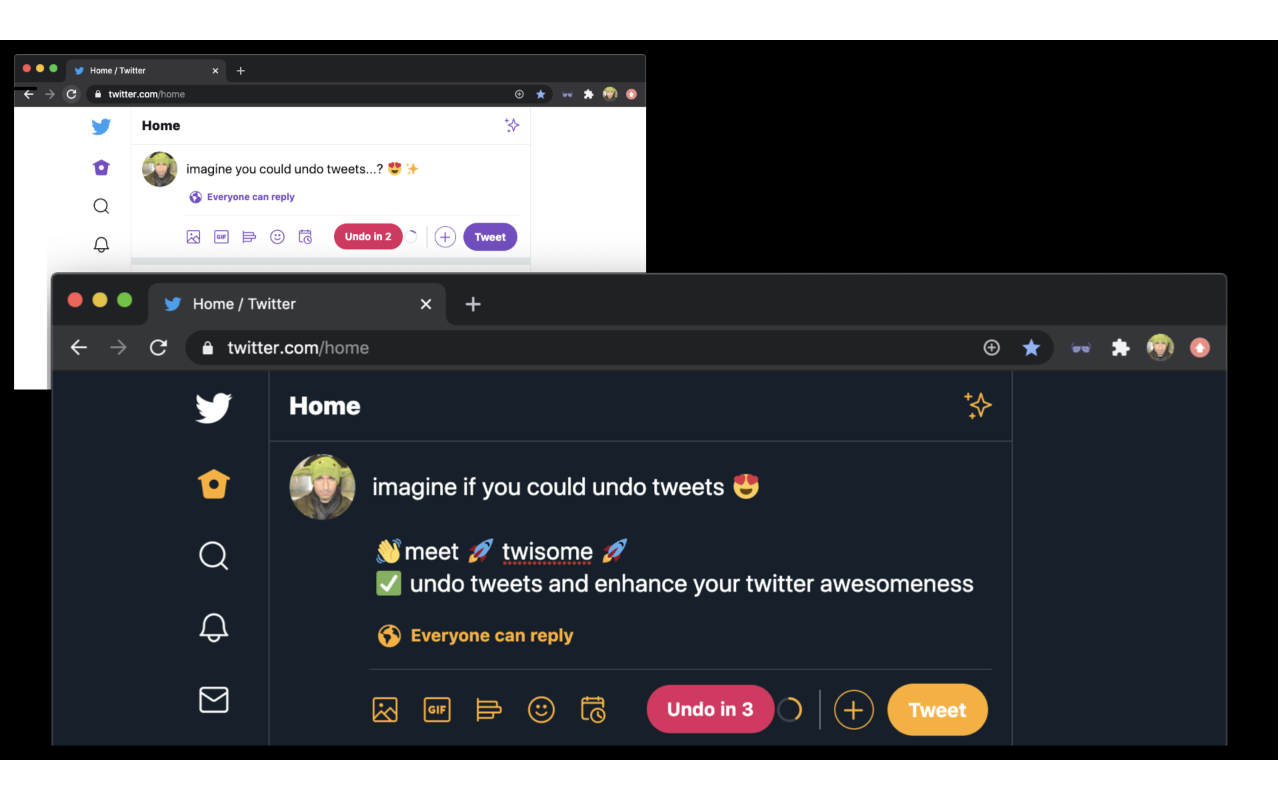 Home / Twitter
twitter.com/home
Home
imagine you could undo tweets...? 😍 ✨
Everyone can reply
GIF
Undo in 2
Tweet
Home / Twitter
twitter.com/home
Home
imagine if you could undo tweets 😍
👋 meet 🚀 twisome 🚀
✅ undo tweets and enhance your twitter awesomeness
Everyone can reply
GIF
Undo in 3
Tweet